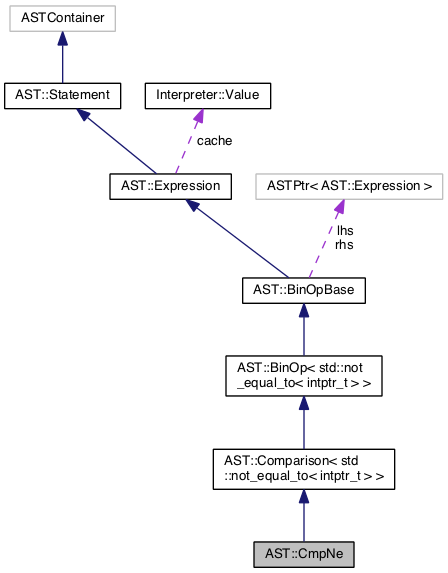 ASTContainer
AST::Statement
Interpreter::Value
cache
AST::Expression
ASTPtr< AST::Expression >
lhs
rhs
AST::BinOpBase
AST::BinOp< std::not
_equal_to< intptr_t > >
AST::Comparison< std
::not_equal_to< intptr_t > >
AST::CmpNe